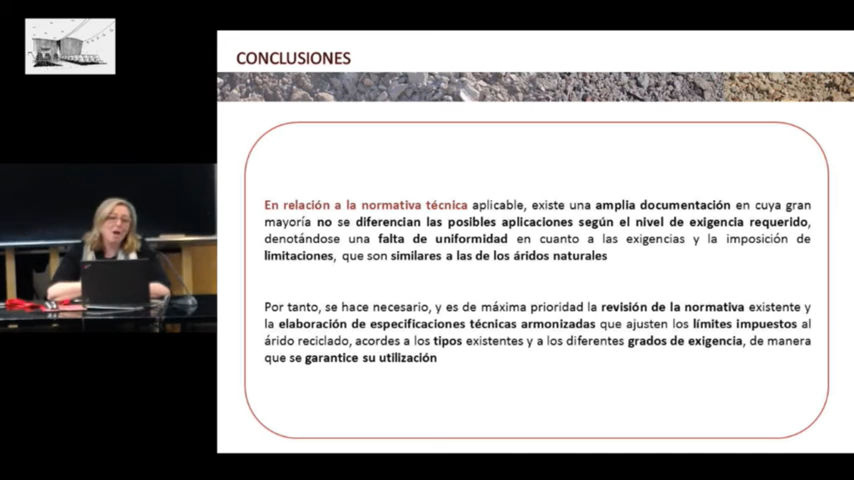 CONCLUSIONES
En relación a la normativa técnica aplicable, existe una amplia documentación en cuya gran
mayoría no se diferencian las posibles aplicaciones según el nivel de exigencia requerido,
denotándose una falta de uniformidad en cuanto a las exigencias y la imposición de
limitaciones, que son similares a las de los áridos naturales
Por tanto, se hace necesario, y es de máxima prioridad la revisión de la normativa existente y
la elaboración de especificaciones técnicas armonizadas que ajusten los límites impuestos al
árido reciclado, acordes a los tipos existentes y a los diferentes grados de exigencia, de manera
que se garantice su utilización